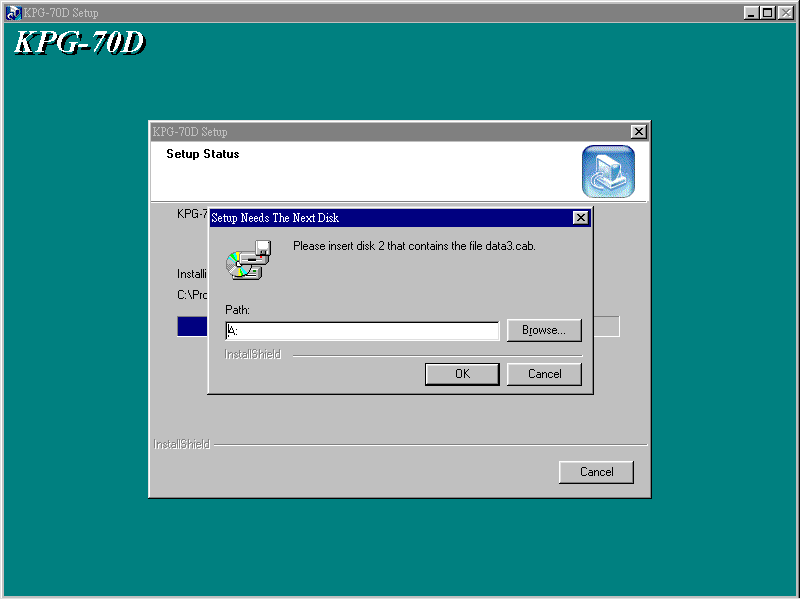 KPG-70D Setup
KPG-70D
KPG-70D Setup
Setup Status
KPG-7
Setup Needs The Next Disk
Please insert disk 2 that contains the file data3.cab.
Installi
C:\Pro
Path:
A:
Browse...
InstallShield
OK
Cancel
InstallShield
Cancel